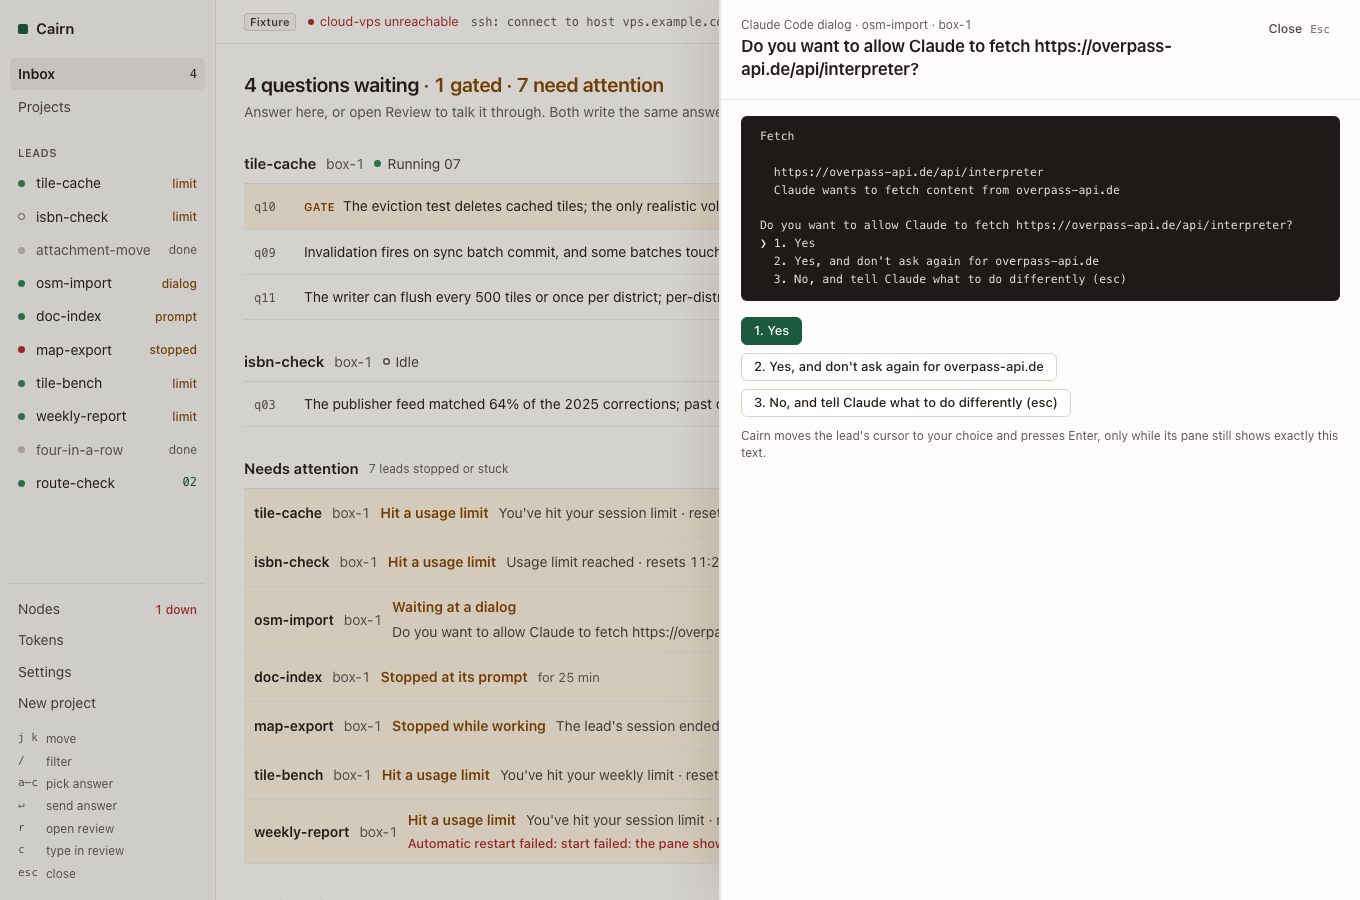 Cairn
Inbox 4
Projects
LEADS
tile-cache limit
isbn-check limit
attachment-move done
osm-import dialog
doc-index prompt
map-export stopped
tile-bench limit
weekly-report limit
four-in-a-row done
route-check 02
Nodes 1 down
Tokens
Settings
New project
j k move
/ filter
a–c pick answer
↵ send answer
r open review
c type in review
esc close
Fixture cloud-vps unreachable ssh: connect to host vps.example.co
4 questions waiting · 1 gated · 7 need attention
Answer here, or open Review to talk it through. Both write the same answe
tile-cache box-1 Running 07
q10 GATE The eviction test deletes cached tiles; the only realistic vol
q09 Invalidation fires on sync batch commit, and some batches touch
q11 The writer can flush every 500 tiles or once per district; per-distr
isbn-check box-1 Idle
q03 The publisher feed matched 64% of the 2025 corrections; past
Needs attention 7 leads stopped or stuck
tile-cache box-1 Hit a usage limit You've hit your session limit · reset
isbn-check box-1 Hit a usage limit Usage limit reached · resets 11:2
osm-import box-1 Waiting at a dialog
Do you want to allow Claude to fetch https://overpa
doc-index box-1 Stopped at its prompt for 25 min
map-export box-1 Stopped while working The lead's session ended
tile-bench box-1 Hit a usage limit You've hit your weekly limit · reset
weekly-report box-1 Hit a usage limit You've hit your session limit ·
Automatic restart failed: start failed: the pane show
Claude Code dialog · osm-import · box-1
Do you want to allow Claude to fetch https://overpass-
api.de/api/interpreter?
Close Esc
Fetch
https://overpass-api.de/api/interpreter
Claude wants to fetch content from overpass-api.de
Do you want to allow Claude to fetch https://overpass-api.de/api/interpreter?
❯ 1. Yes
2. Yes, and don't ask again for overpass-api.de
3. No, and tell Claude what to do differently (esc)
1. Yes
2. Yes, and don't ask again for overpass-api.de
3. No, and tell Claude what to do differently (esc)
Cairn moves the lead's cursor to your choice and presses Enter, only while its pane still shows exactly this
text.